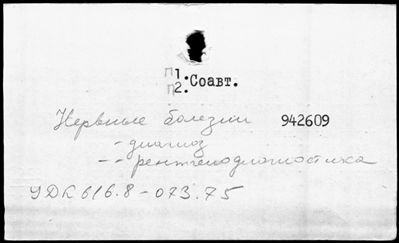 П1.Соавт.
П2.
Нервные болезни 942609
- диагноз
- - рентгенодиагностика
УДК 616.8-073.75